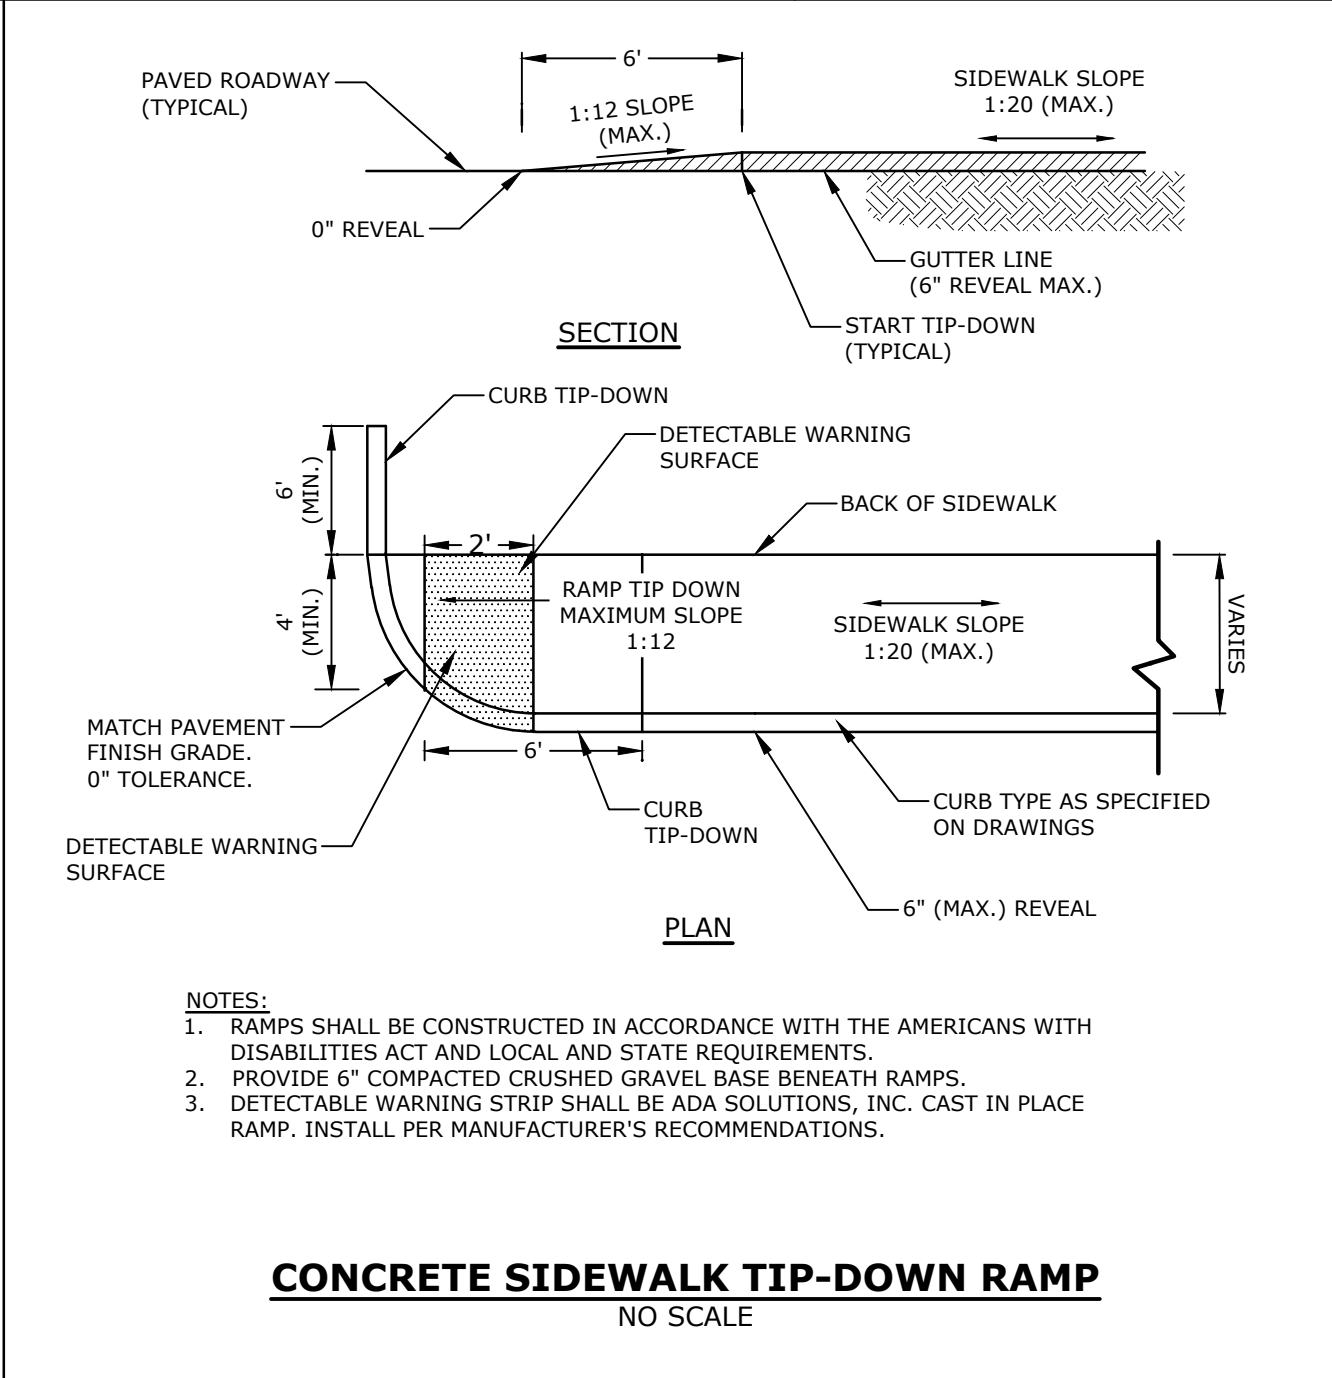 6'
PAVED ROADWAY
(TYPICAL)
1:12 SLOPE
(MAX.)
SIDEWALK SLOPE
1:20 (MAX.)
0" REVEAL
GUTTER LINE
(6" REVEAL MAX.)
START TIP-DOWN
(TYPICAL)
SECTION
CURB TIP-DOWN
DETECTABLE WARNING
SURFACE
6'
(MIN.)
BACK OF SIDEWALK
2'
RAMP TIP DOWN
MAXIMUM SLOPE
1:12
4'
(MIN.)
SIDEWALK SLOPE
1:20 (MAX.)
VARIES
MATCH PAVEMENT
FINISH GRADE.
0" TOLERANCE.
6'
CURB
TIP-DOWN
CURB TYPE AS SPECIFIED
ON DRAWINGS
DETECTABLE WARNING
SURFACE
6" (MAX.) REVEAL
PLAN
NOTES:
1. RAMPS SHALL BE CONSTRUCTED IN ACCORDANCE WITH THE AMERICANS WITH
DISABILITIES ACT AND LOCAL AND STATE REQUIREMENTS.
2. PROVIDE 6" COMPACTED CRUSHED GRAVEL BASE BENEATH RAMPS.
3. DETECTABLE WARNING STRIP SHALL BE ADA SOLUTIONS, INC. CAST IN PLACE
RAMP. INSTALL PER MANUFACTURER'S RECOMMENDATIONS.
CONCRETE SIDEWALK TIP-DOWN RAMP
NO SCALE